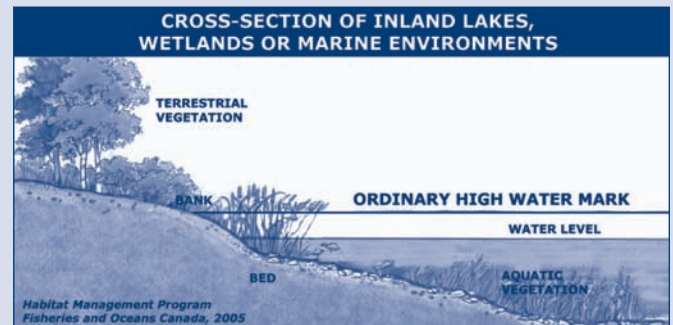 CROSS-SECTION OF INLAND LAKES,
WETLANDS OR MARINE ENVIRONMENTS
TERRESTRIAL
VEGETATION
BANK
ORDINARY HIGH WATER MARK
WATER LEVEL
BED
AQUATIC
VEGETATION
Habitat Management Program
Fisheries and Oceans Canada, 2005